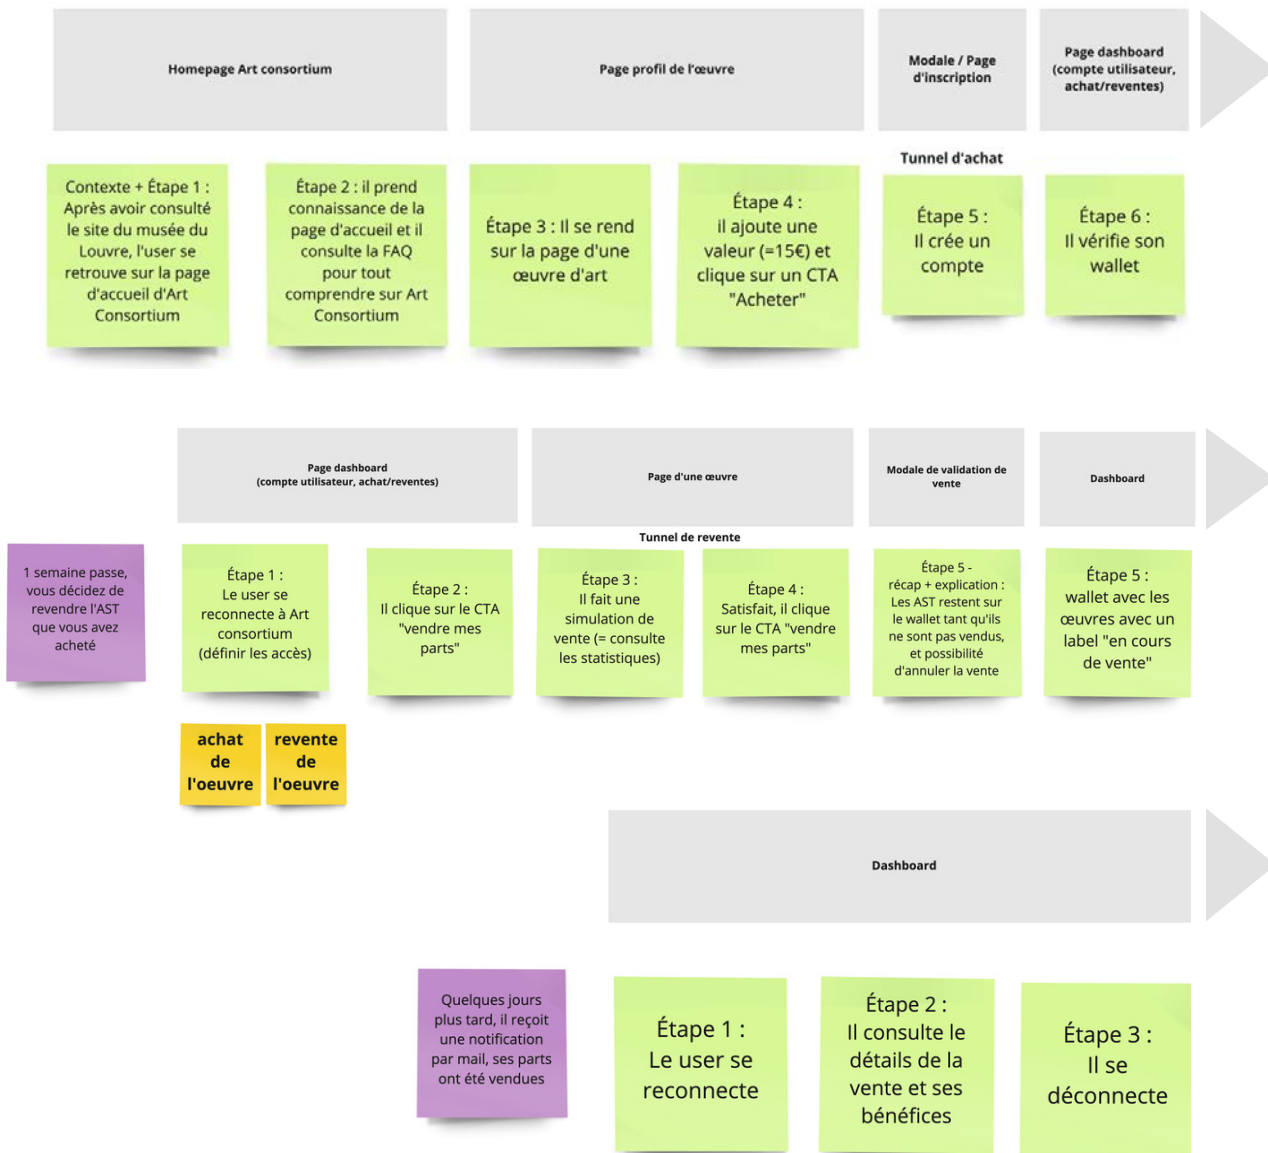 Homepage Art consortium
Page profil de l'œuvre
Modale / Page
d'inscription
Page dashboard
(compte utilisateur,
achat/reventes)
Tunnel d'achat
Contexte + Étape 1 :
Après avoir consulté
le site du musée du
Louvre, l'user se
retrouve sur la page
d'accueil d'Art
Consortium
Étape 2 : il prend
connaissance de la
page d'accueil et il
consulte la FAQ
pour tout
comprendre sur Art
Consortium
Étape 3 : Il se rend
sur la page d'une
œuvre d'art
Étape 4 :
il ajoute une
valeur (=15€) et
clique sur un CTA
"Acheter"
Étape 5 :
Il crée un
compte
Étape 6 :
Il vérifie son
wallet
Page dashboard
(compte utilisateur, achat/reventes)
Page d'une œuvre
Modale de validation de
vente
Dashboard
Tunnel de revente
1 semaine passe,
vous décidez de
revendre l'AST
que vous avez
acheté
Étape 1 :
Le user se
reconnecte à Art
consortium
(définir les accès)
Étape 2 :
Il clique sur le CTA
"vendre mes
parts"
Étape 3 :
Il fait une
simulation de
vente (= consulte
les statistiques)
Étape 4 :
Satisfait, il clique
sur le CTA "vendre
mes parts"
Étape 5 -
récap + explication :
Les AST restent sur
le wallet tant qu'ils
ne sont pas vendus,
et possibilité
d'annuler la vente
Étape 5 :
wallet avec les
œuvres avec un
label "en cours
de vente"
achat
de
l'oeuvre
revente
de
l'oeuvre
Dashboard
Quelques jours
plus tard, il reçoit
une notification
par mail, ses parts
ont été vendues
Étape 1 :
Le user se
reconnecte
Étape 2 :
Il consulte le
détails de la
vente et ses
bénéfices
Étape 3 :
Il se
déconnecte